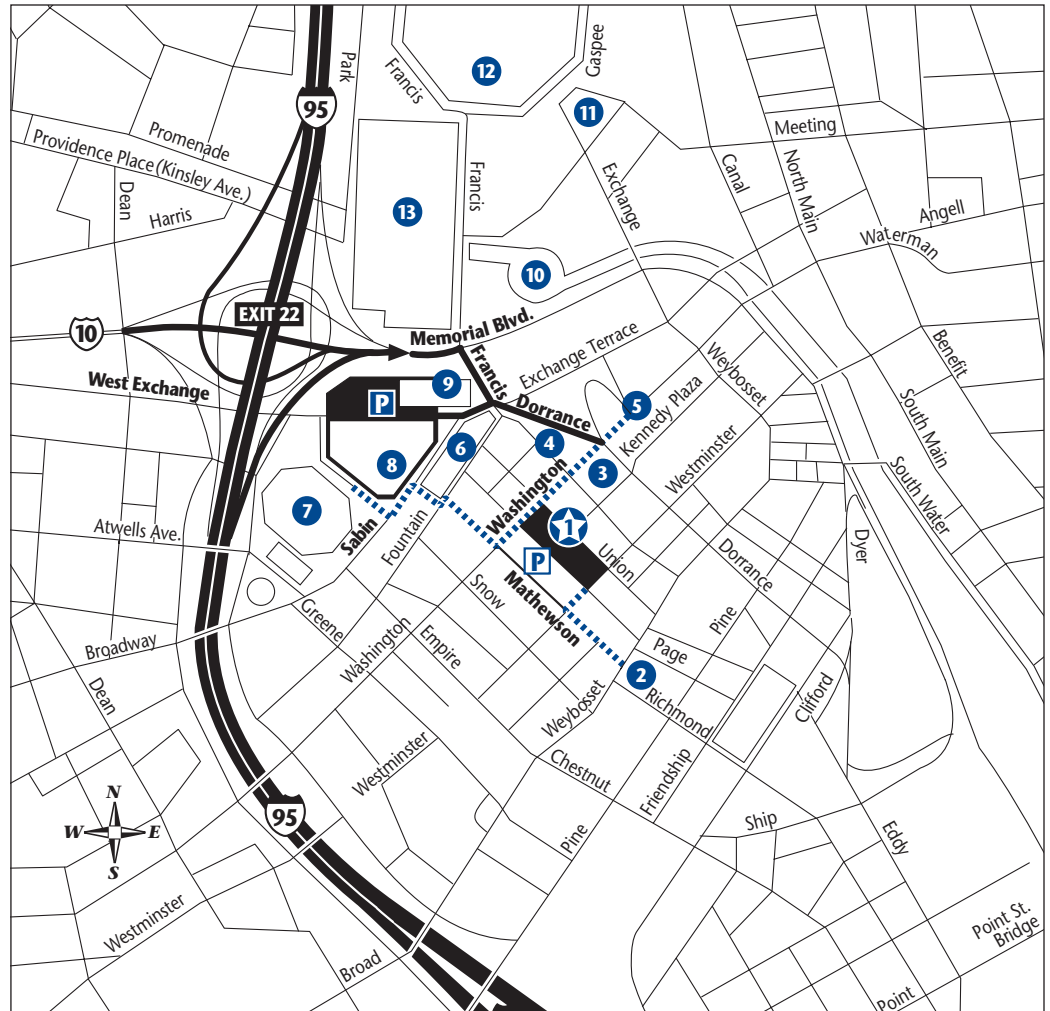 95
Park
Francis
12
Gaspee
11
Meeting
Promenade
Providence Place (Kinsley Ave.)
Dean
Harris
13
Francis
Exchange
Canal
North Main
Angell
Waterman
10
EXIT 22
10
Memorial Blvd.
Francis
Exchange Terrace
Weybosset
Benefit
West Exchange
P
9
Dorrance
5
Kennedy Plaza
South Main
6
4
3
Westminster
8
Washington
South Water
7
Sabin
Fountain
1
Atwells Ave.
P
Union
Dorrance
Dyer
Snow
Mathewson
Greene
Washington
Empire
Pine
Page
Broadway
2
Richmond
Clifford
Dean
Weybosset
Westminster
Chestnut
Friendship
N
W
E
S
95
Pine
Ship
Eddy
Westminster
Broad
Point St.
Bridge
Point